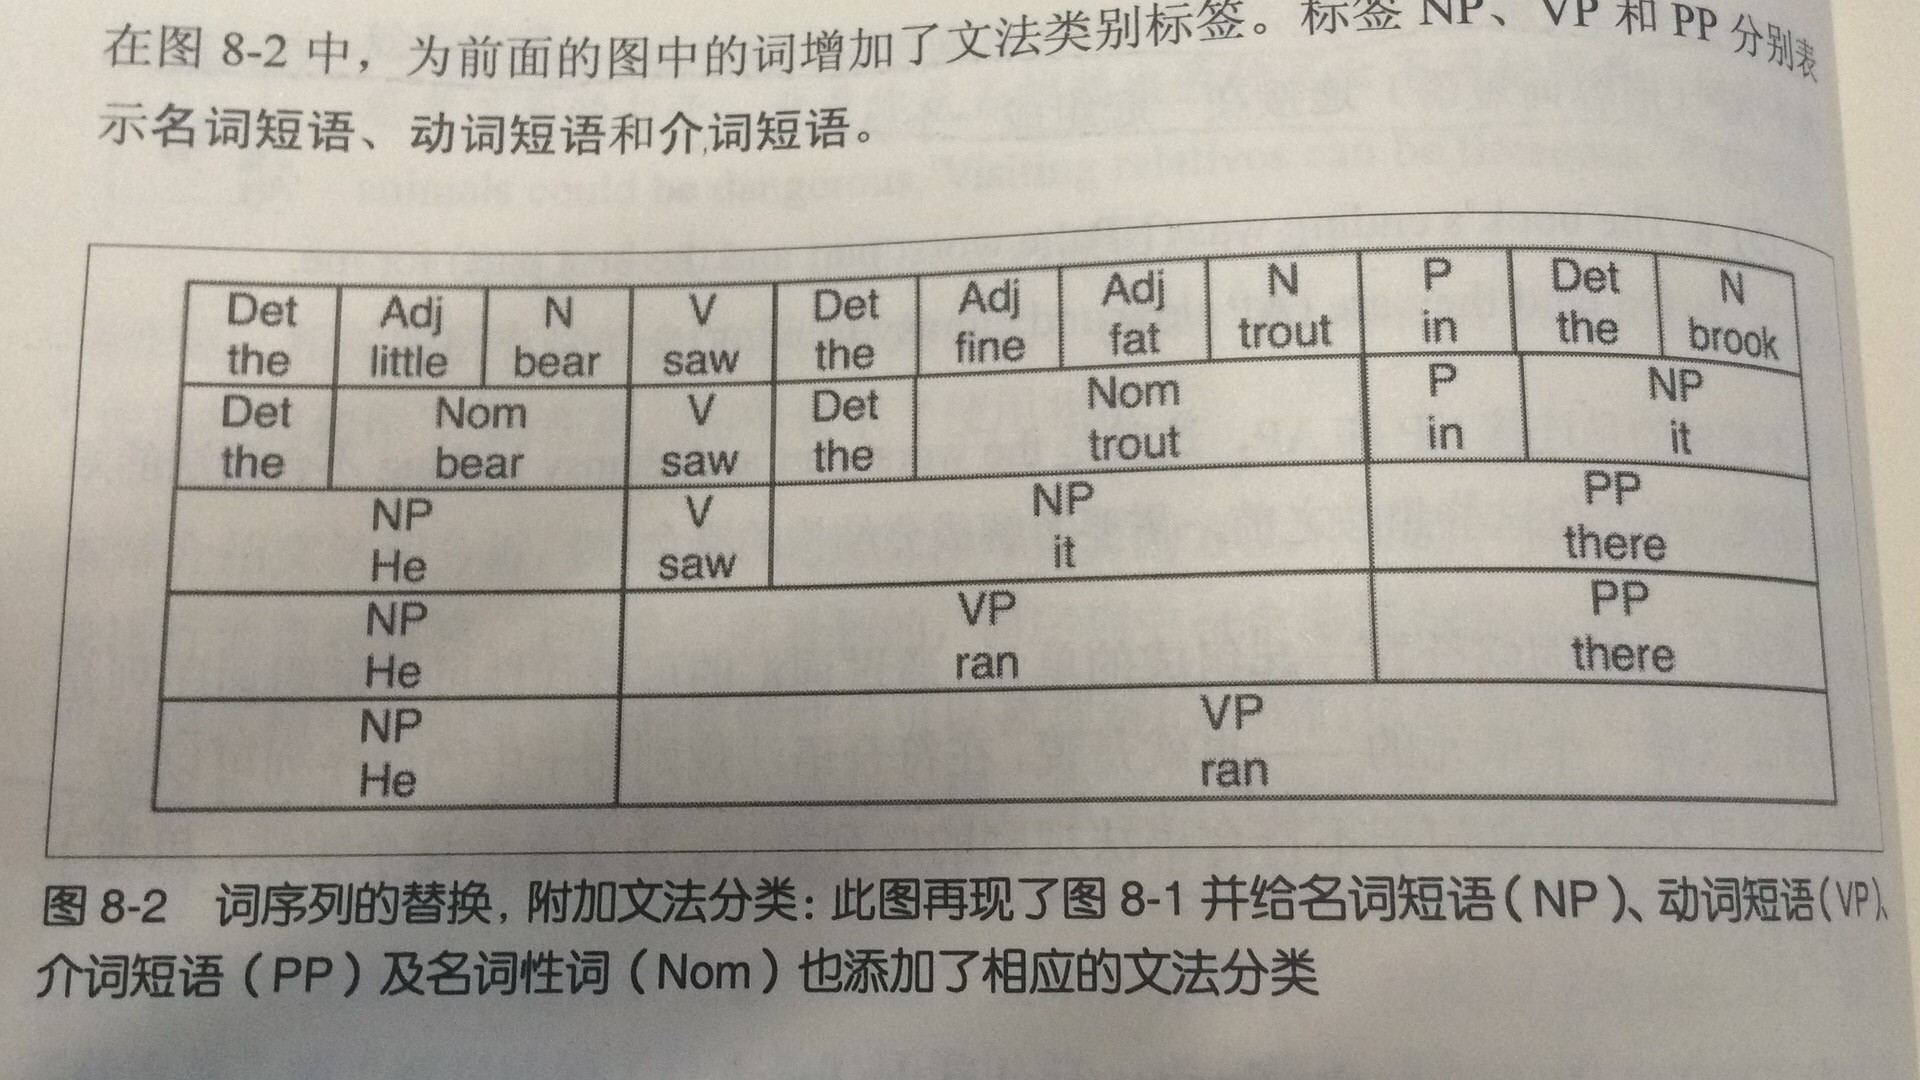 在图 8-2 中，为前面的图中的词增加了文法类别标签。标签 NP、VP 和 PP 分别表
示名词短语、动词短语和介词短语。
Det Adj N V Det Adj Adj N P Det N
the little bear saw the fine fat trout in the brook
Det Nom V Det Nom P NP
the bear saw the trout in it
NP V NP PP
He saw it there
NP VP PP
He ran there
NP VP
He ran
图 8-2 词序列的替换，附加文法分类：此图再现了图 8-1 并给名词短语（NP）、动词短语（VP）、
介词短语（PP）及名词性词（Nom）也添加了相应的文法分类